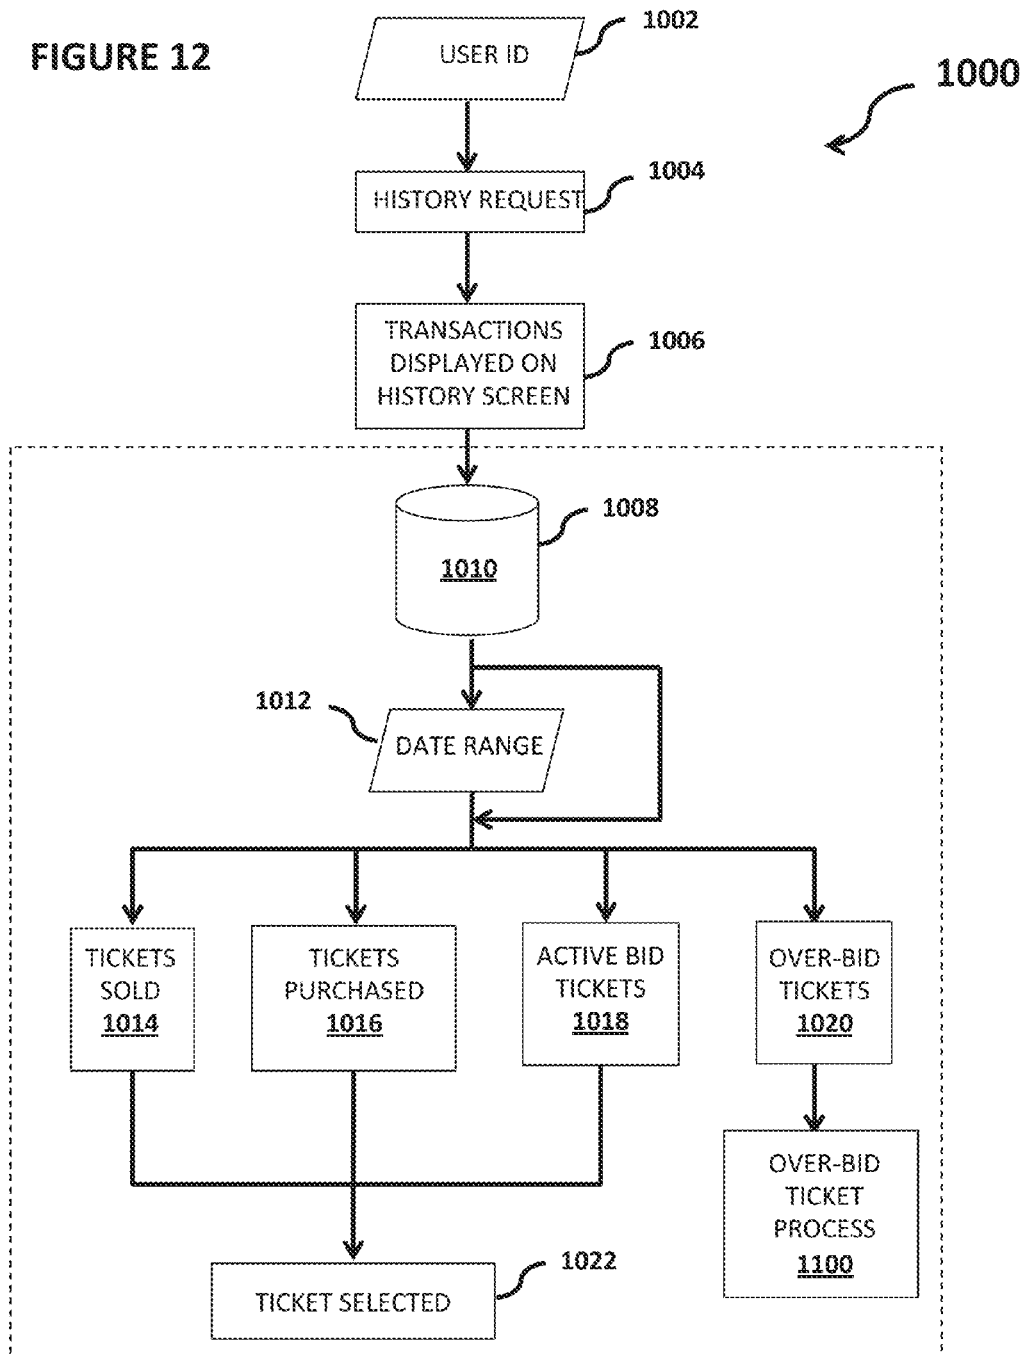 FIGURE 12
1002
USER ID
1000
1004
HISTORY REQUEST
1006
TRANSACTIONS
DISPLAYED ON
HISTORY SCREEN
1008
1010
1012
DATE RANGE
TICKETS
SOLD
1014
TICKETS
PURCHASED
1016
ACTIVE BID
TICKETS
1018
OVER-BID
TICKETS
1020
OVER-BID
TICKET
PROCESS
1100
1022
TICKET SELECTED